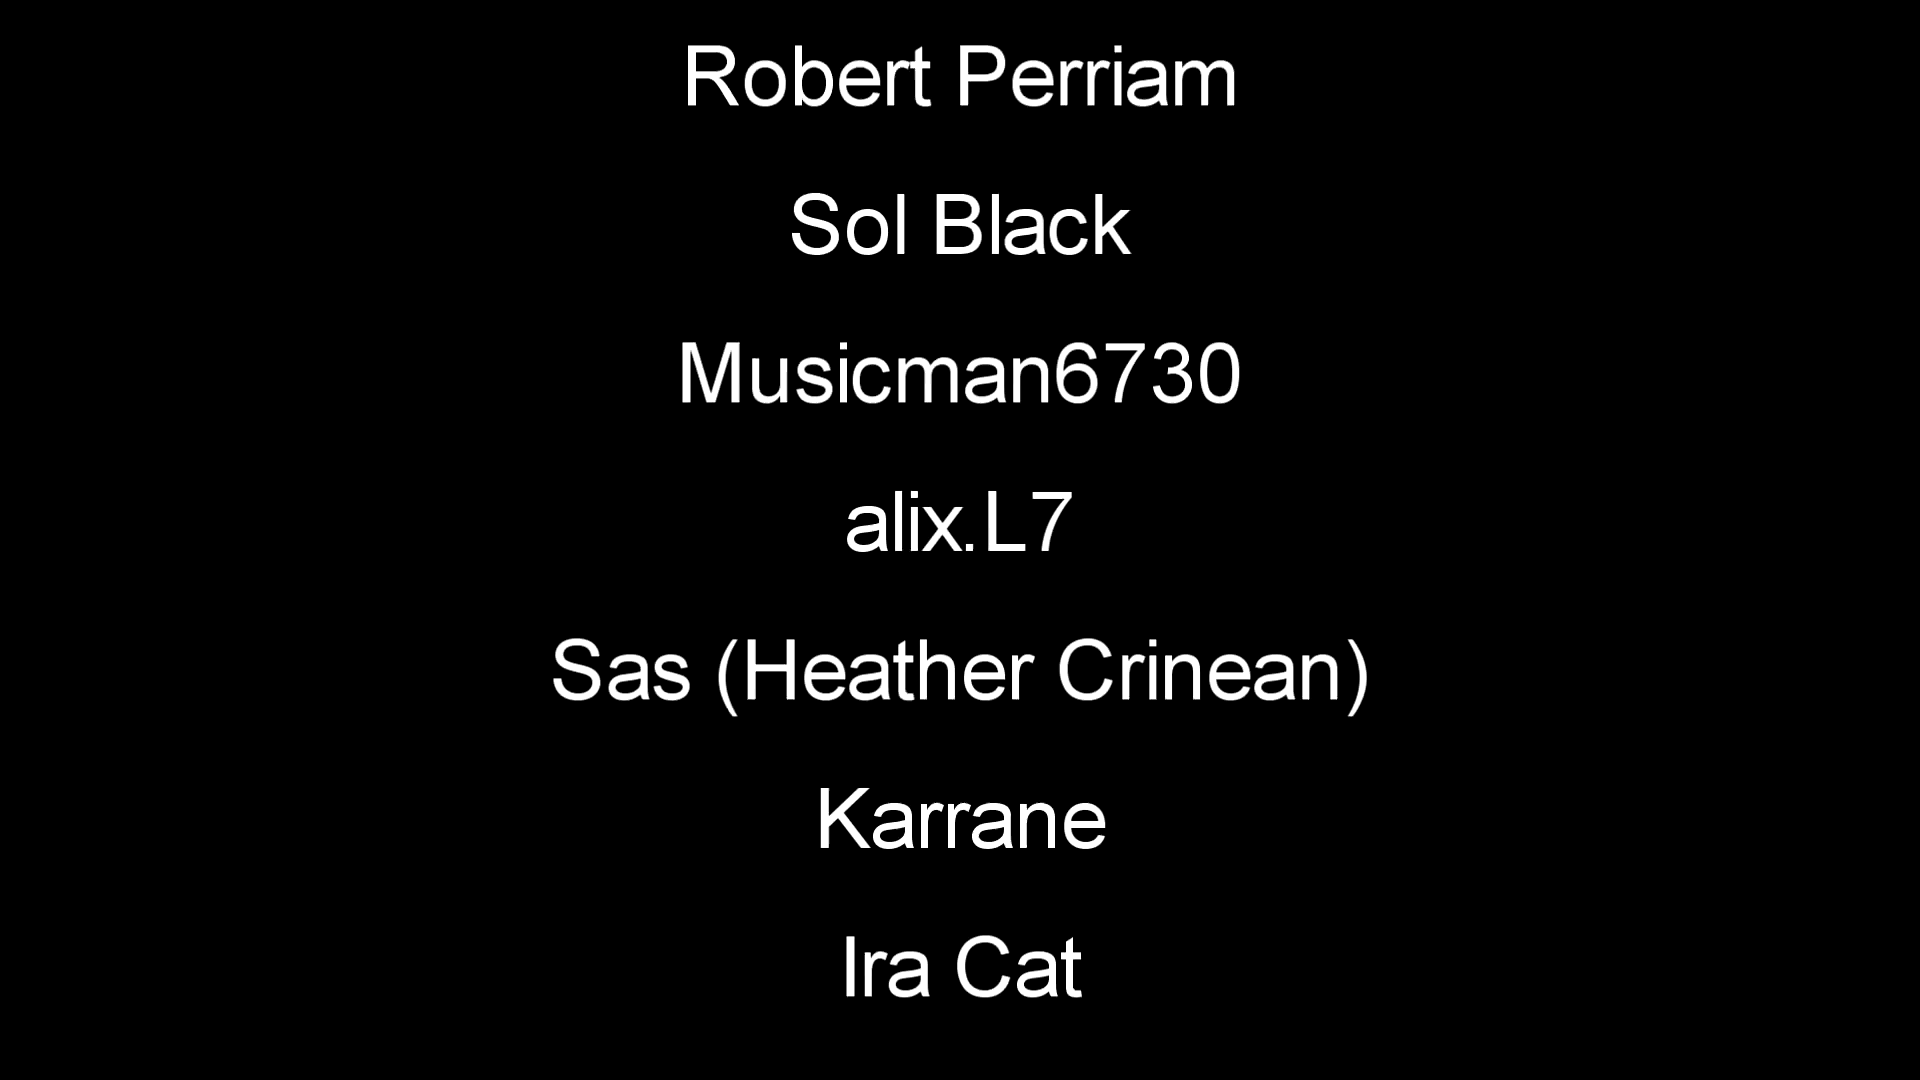 Robert Perriam
Sol Black
Musicman6730
alix.L7
Sas (Heather Crinean)
Karrane
Ira Cat